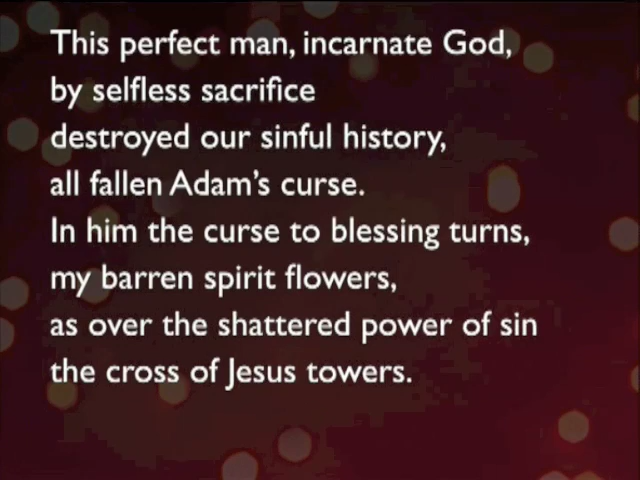 This perfect man, incarnate God,
by selfless sacrifice
destroyed our sinful history,
all fallen Adam's curse.
In him the curse to blessing turns,
my barren spirit flowers,
as over the shattered power of sin
the cross of Jesus towers.